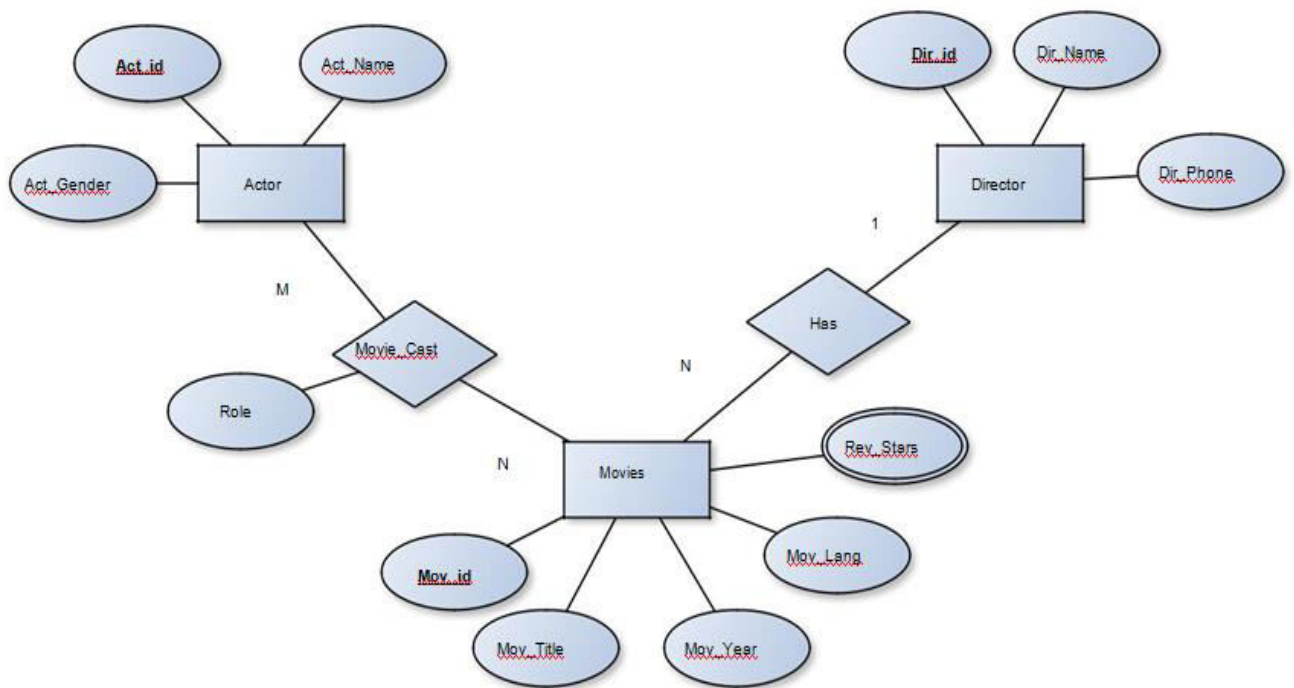 Act_id
Act_Name
Dir_id
Dir_Name
Act_Gender
Actor
Director
Dir_Phone
1
M
Has
Movie_Cast
N
Role
Rev_Stars
N
Movies
Mov_Lang
Mov_id
Mov_Title
Mov_Year